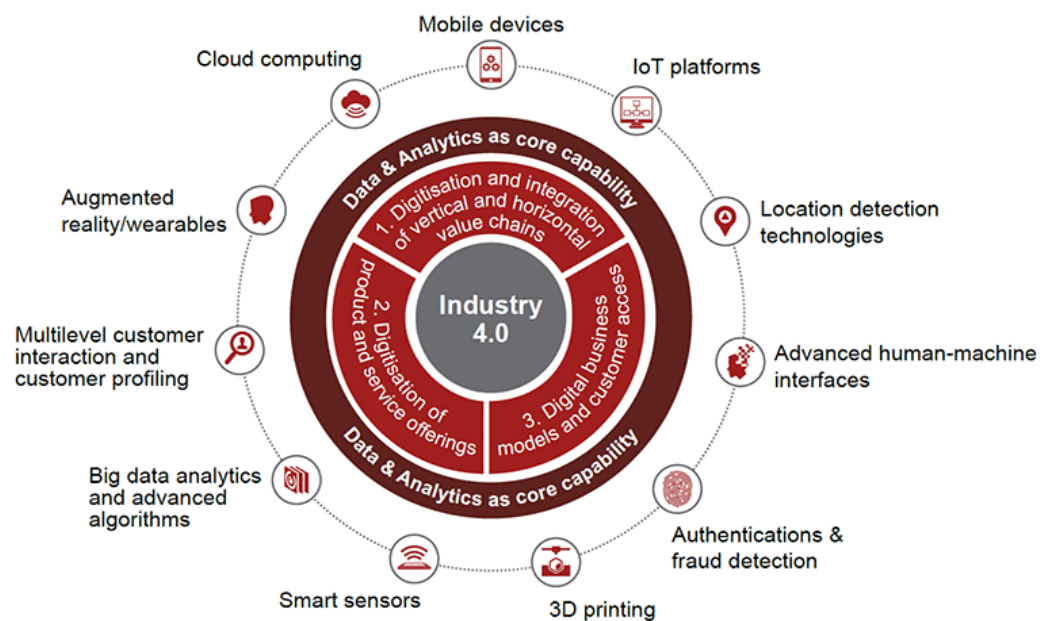 Mobile devices
Cloud computing
IoT platforms
Data & Analytics as core capability
1. Digitisation and integration
of vertical and horizontal
value chains
Augmented
reality/wearables
Location detection
technologies
Industry
4.0
2. Digitisation of
product and service offerings
3. Digital business
models and customer access
Multilevel customer
interaction and
customer profiling
Advanced human-machine
interfaces
Data & Analytics as core capability
Big data analytics
and advanced
algorithms
Authentications &
fraud detection
Smart sensors
3D printing